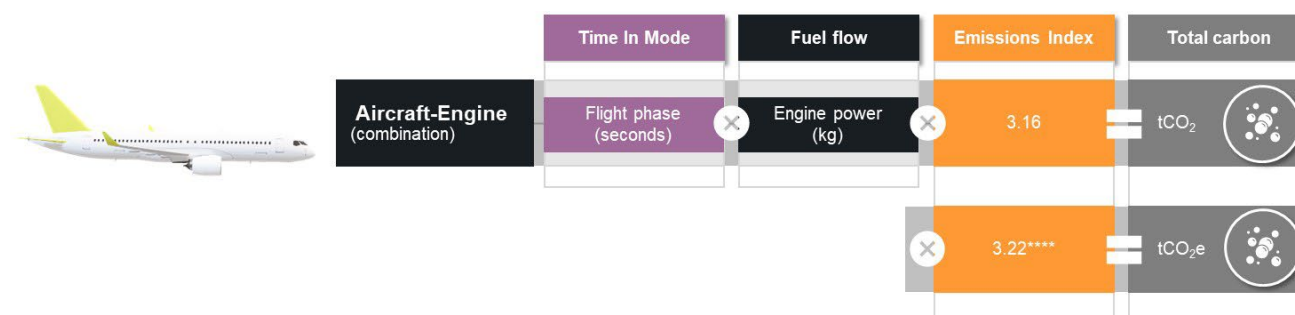 Time In Mode
Fuel flow
Emissions Index
Total carbon
Aircraft-Engine
(combination)
Flight phase
(seconds)
Engine power
(kg)
3.16
tCO₂
3.22****
tCO₂e